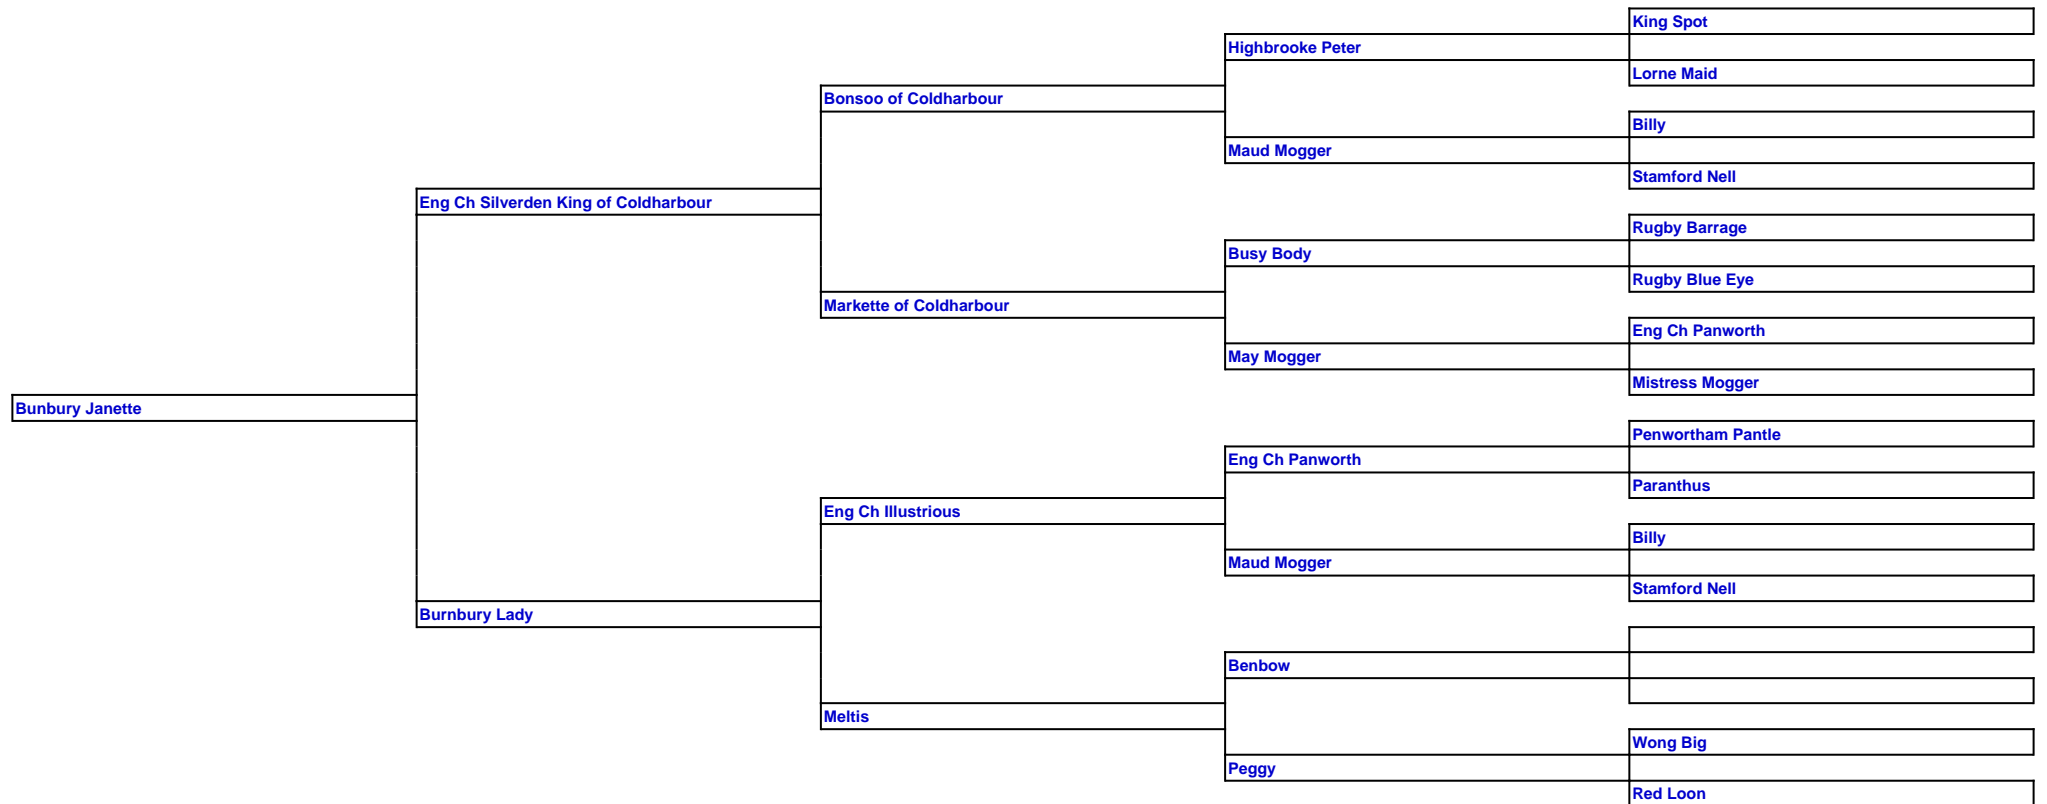 King Spot
Highbrooke Peter
Lorne Maid
Bonsoo of Coldharbour
Billy
Maud Mogger
Stamford Nell
Eng Ch Silverden King of Coldharbour
Rugby Barrage
Busy Body
Rugby Blue Eye
Markette of Coldharbour
Eng Ch Panworth
May Mogger
Mistress Mogger
Bunbury Janette
Penwortham Pantle
Eng Ch Panworth
Paranthus
Eng Ch Illustrious
Billy
Maud Mogger
Stamford Nell
Burnbury Lady
Benbow
Meltis
Wong Big
Peggy
Red Loon